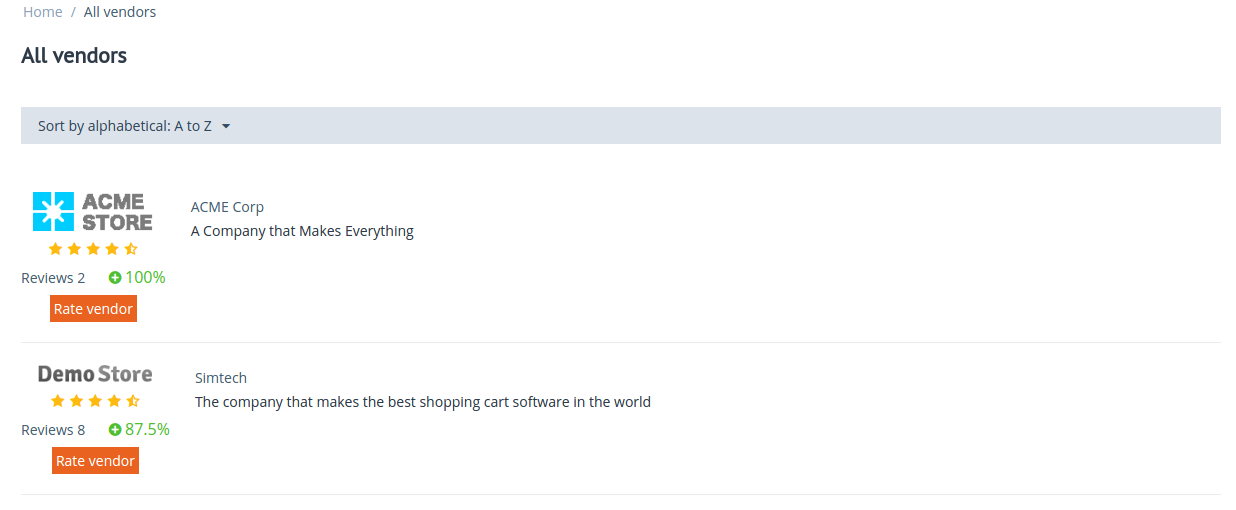 Home / All vendors
All vendors
Sort by alphabetical: A to Z
ACME
STORE
ACME Corp
A Company that Makes Everything
Reviews 2 100%
Rate vendor
Demo Store
Simtech
The company that makes the best shopping cart software in the world
Reviews 8 87.5%
Rate vendor